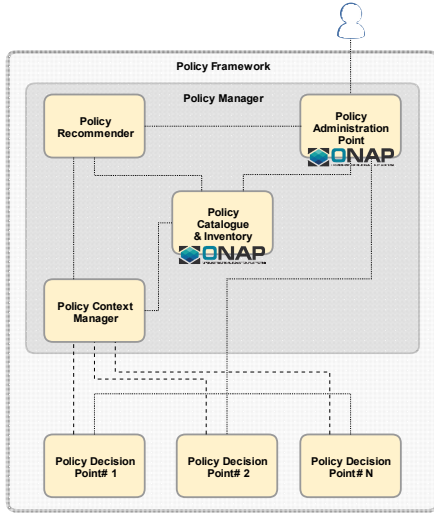 Policy Framework
Policy Manager
Policy
Recommender
Policy
Administration
Point
ONAP
Policy
Catalogue
& Inventory
ONAP
Policy Context
Manager
Policy Decision
Point# 1
Policy Decision
Point# 2
Policy Decision
Point# N